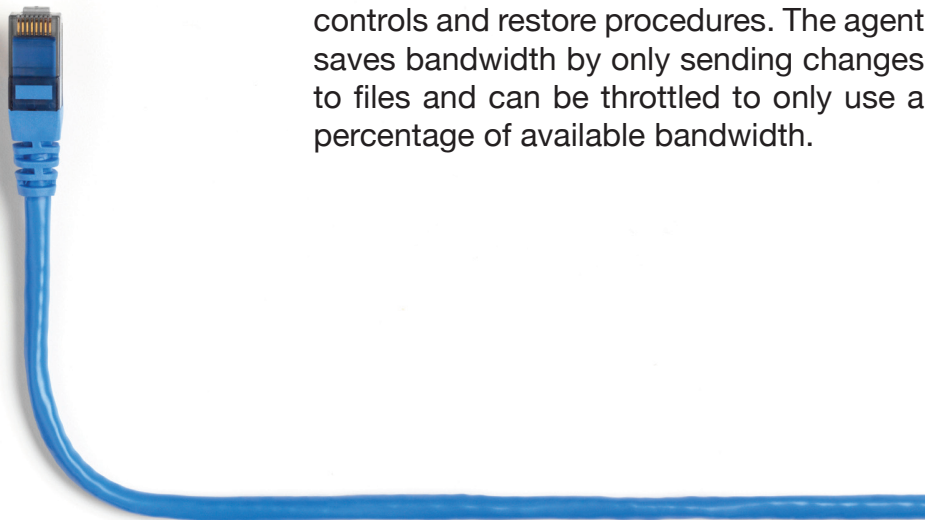 controls and restore procedures. The agent
saves bandwidth by only sending changes
to files and can be throttled to only use a
percentage of available bandwidth.